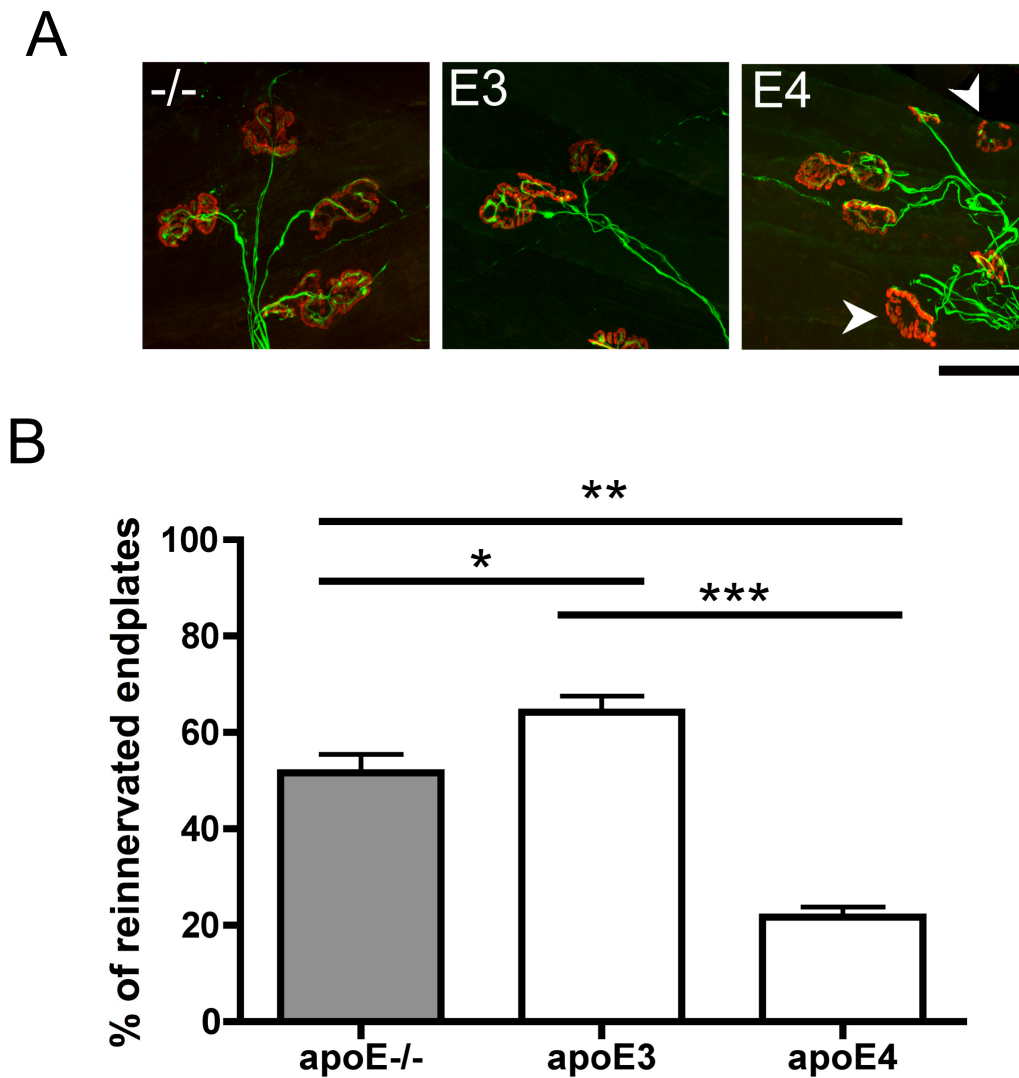 A
-/-
E3
E4
B
**
*
***
% of reinnervated endplates
100
80
60
40
20
0
apoE-/-
apoE3
apoE4